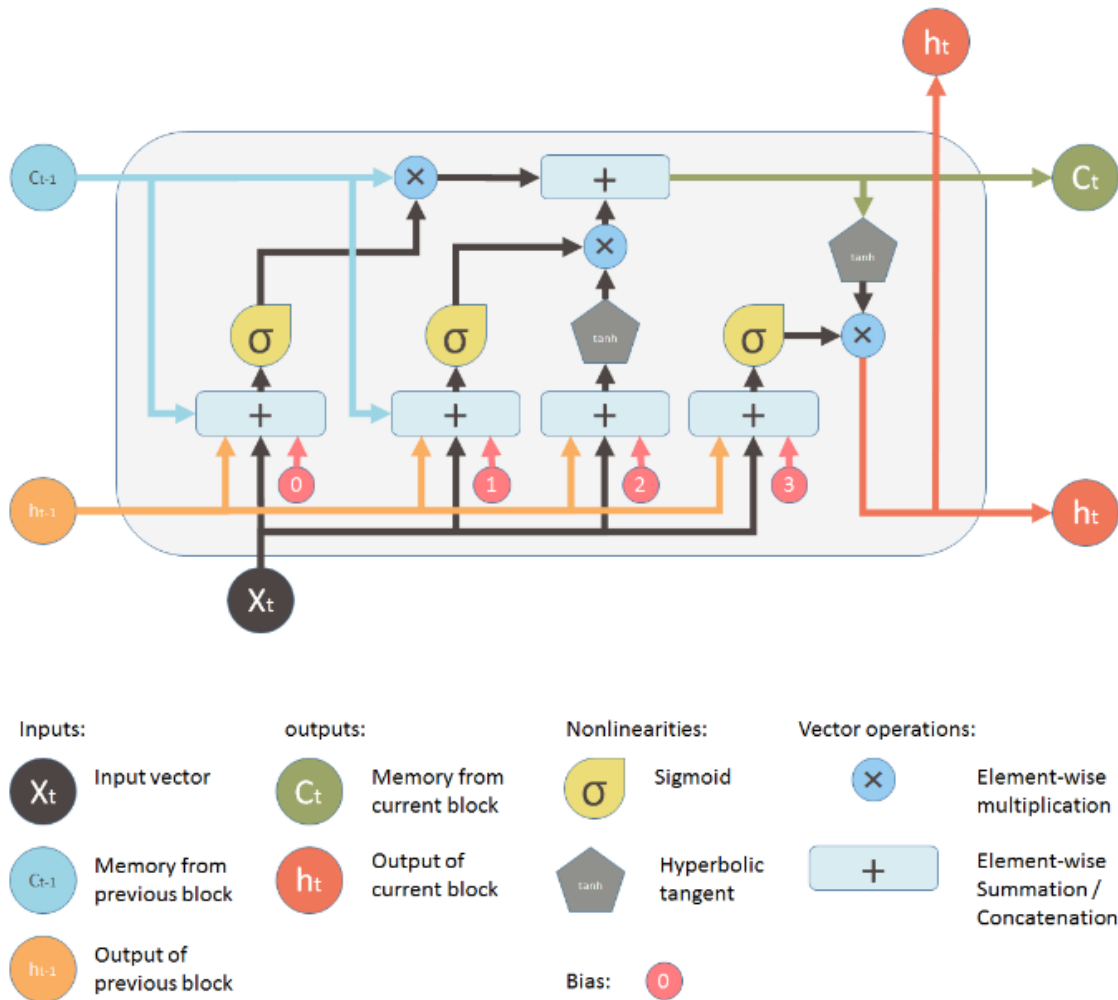 ht
Ct-1
×
+
Ct
×
tanh
σ
σ
tanh
σ
×
+
+
+
+
0
1
2
3
ht-1
ht
Xt
Inputs:
outputs:
Nonlinearities:
Vector operations:
Xt
Input vector
Ct
Memory from
current block
σ
Sigmoid
×
Element-wise
multiplication
Ct-1
Memory from
previous block
ht
Output of
current block
tanh
Hyperbolic
tangent
+
Element-wise
Summation /
Concatenation
ht-1
Output of
previous block
Bias:
0